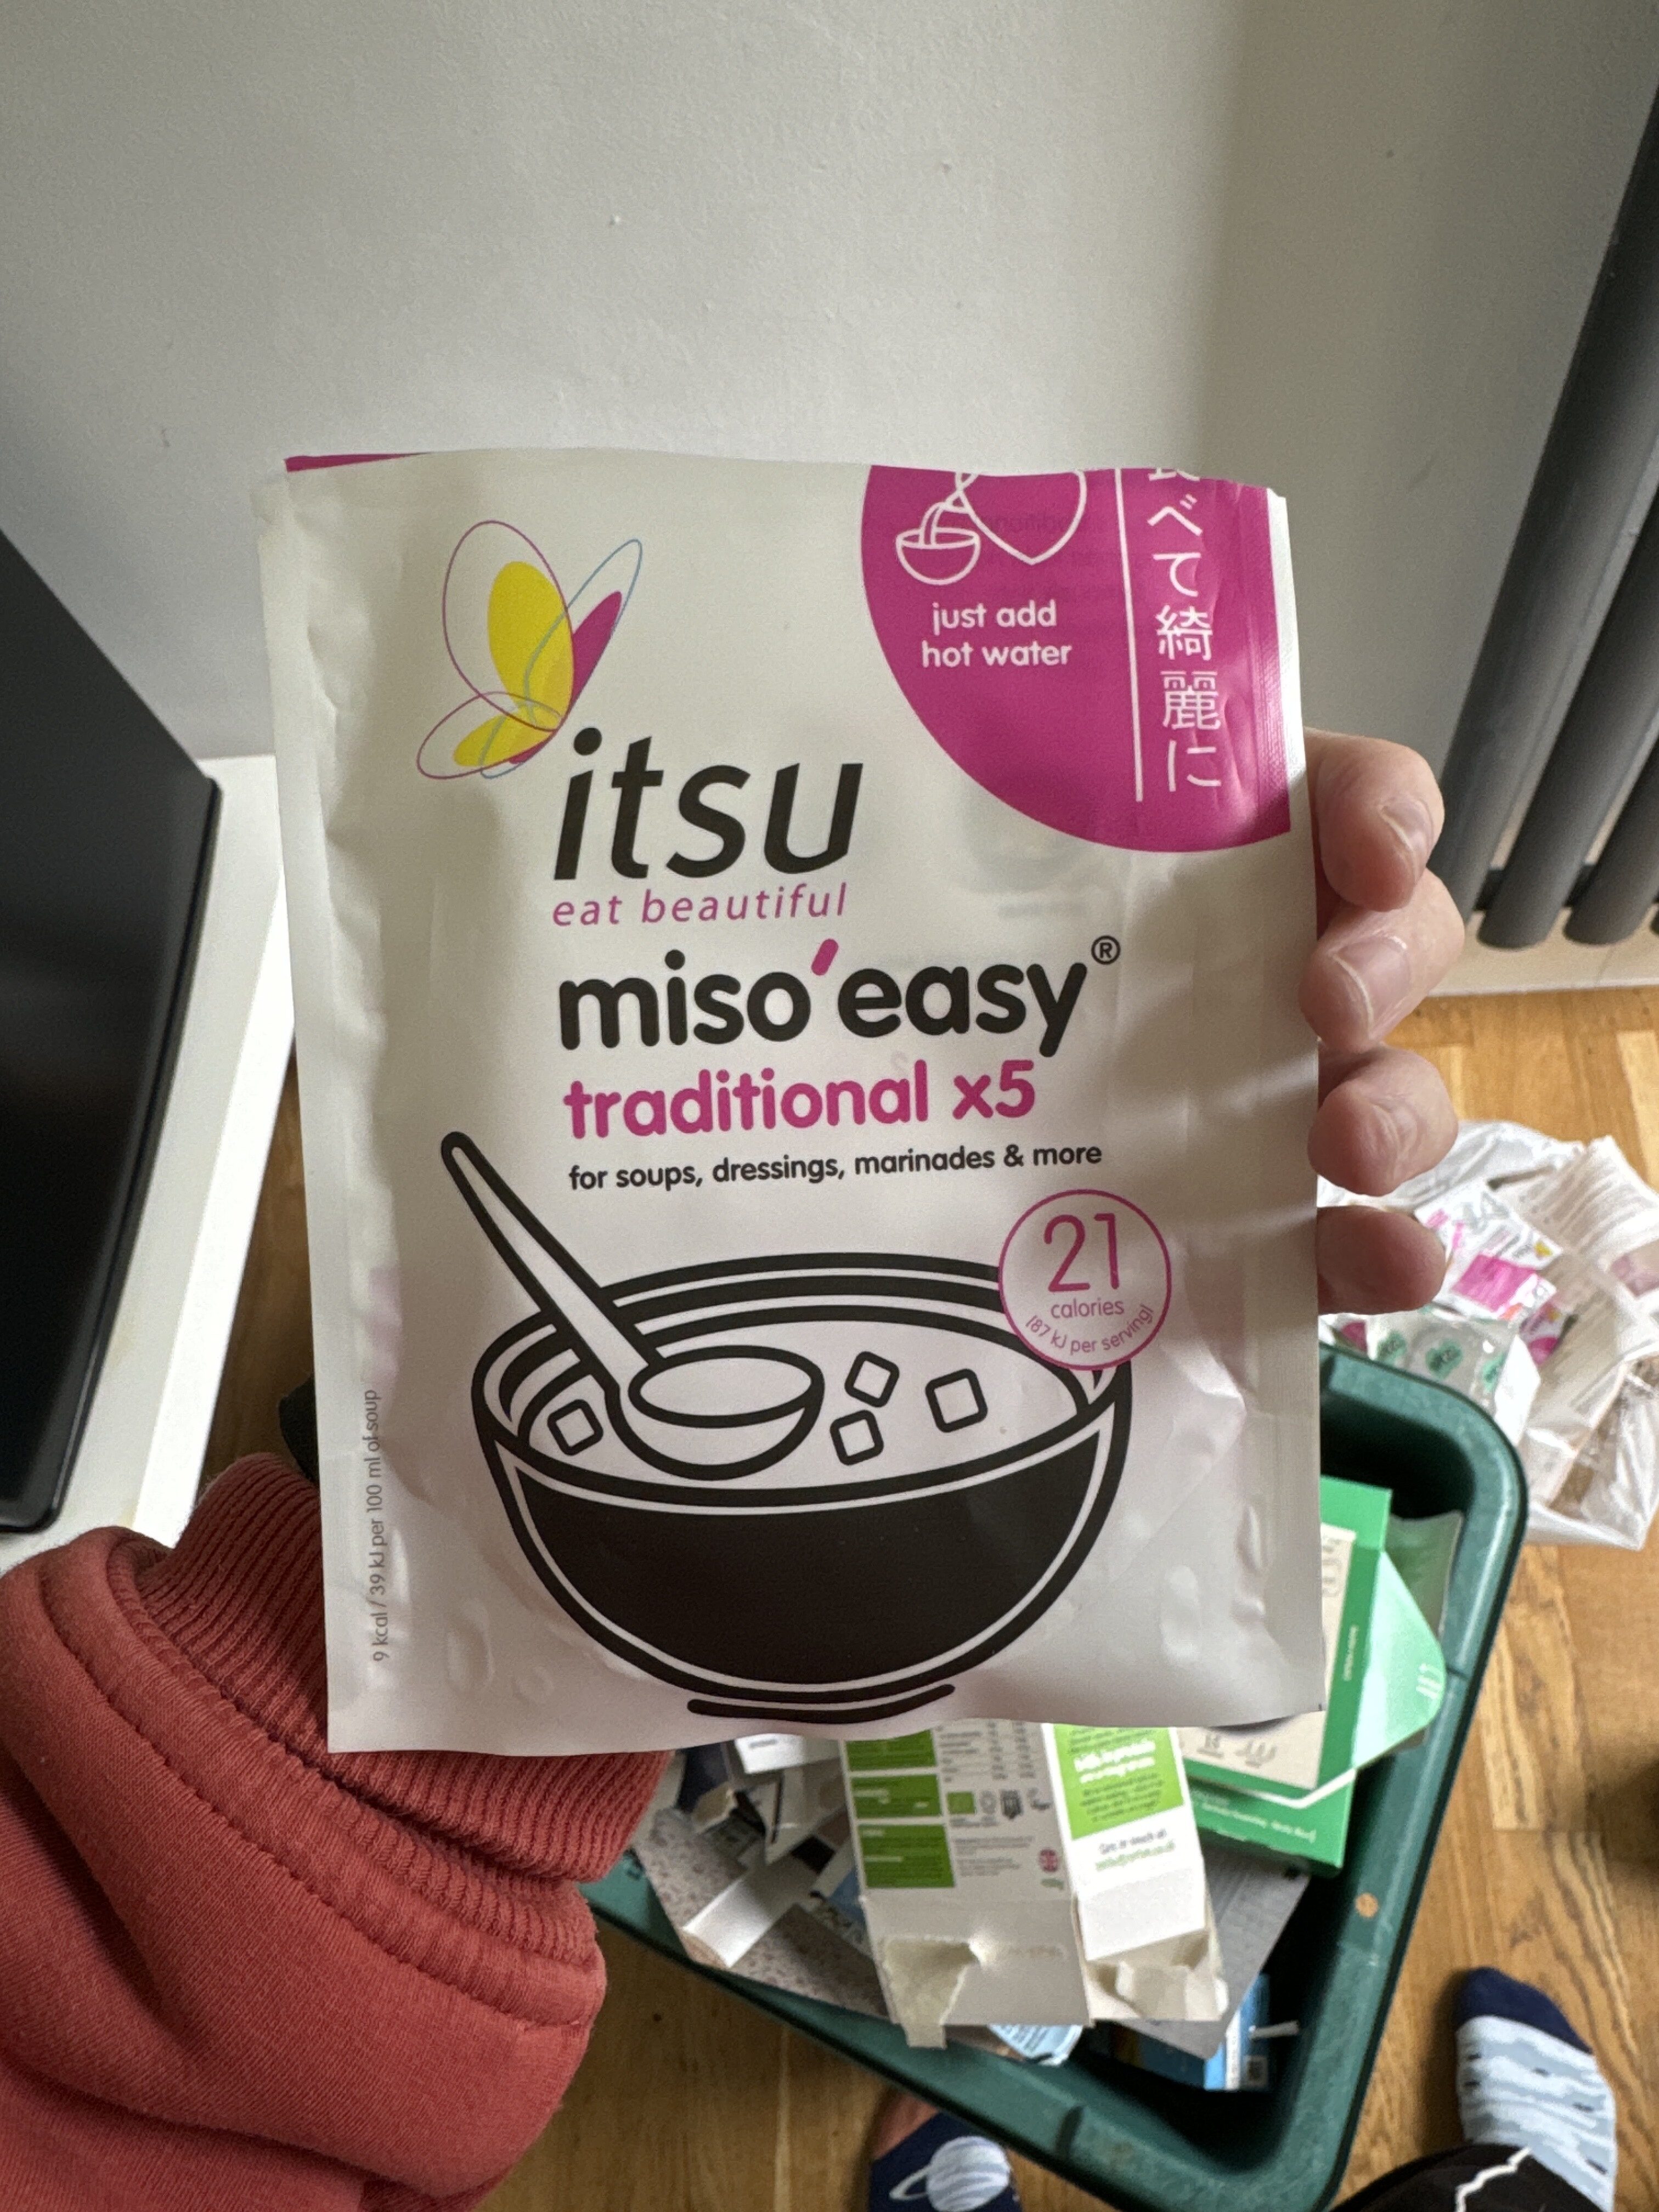 just add
hot water
べて綺麗に
itsu
eat beautiful
miso'easy®
traditional x5
for soups, dressings, marinades & more
21
calories
(87 kJ per serving)
9 kcal / 39 kJ per 100 ml of soup